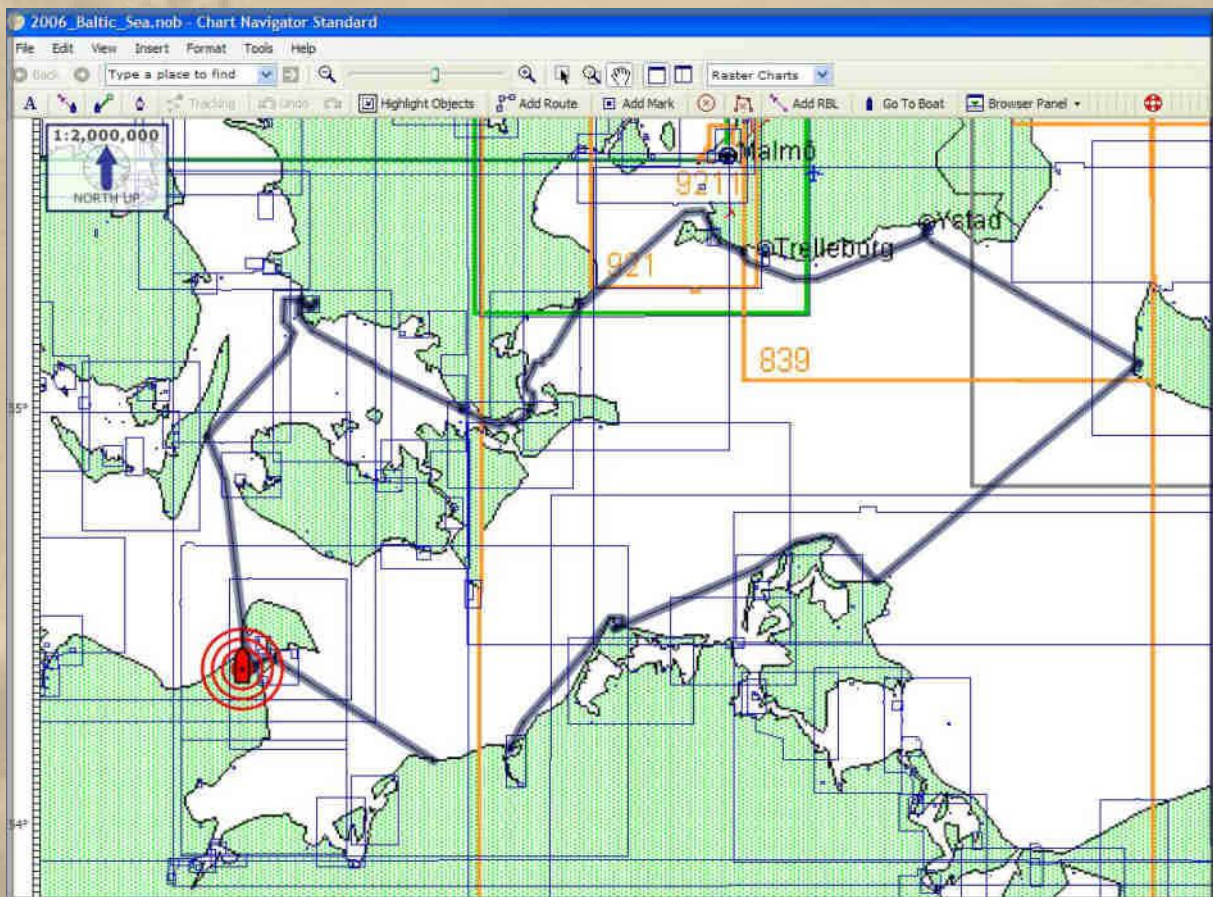 2006_Baltic_Sea.nob - Chart Navigator Standard
File Edit View Insert Format Tools Help
Back Type a place to find Raster Charts
A Tracking Undo Highlight Objects Add Route Add Mark Add RBL Go To Boat Browser Panel
1:2,000,000
NORTH UP
Malmö
9211
Ystad
Trelleborg
921
839
55°
54°